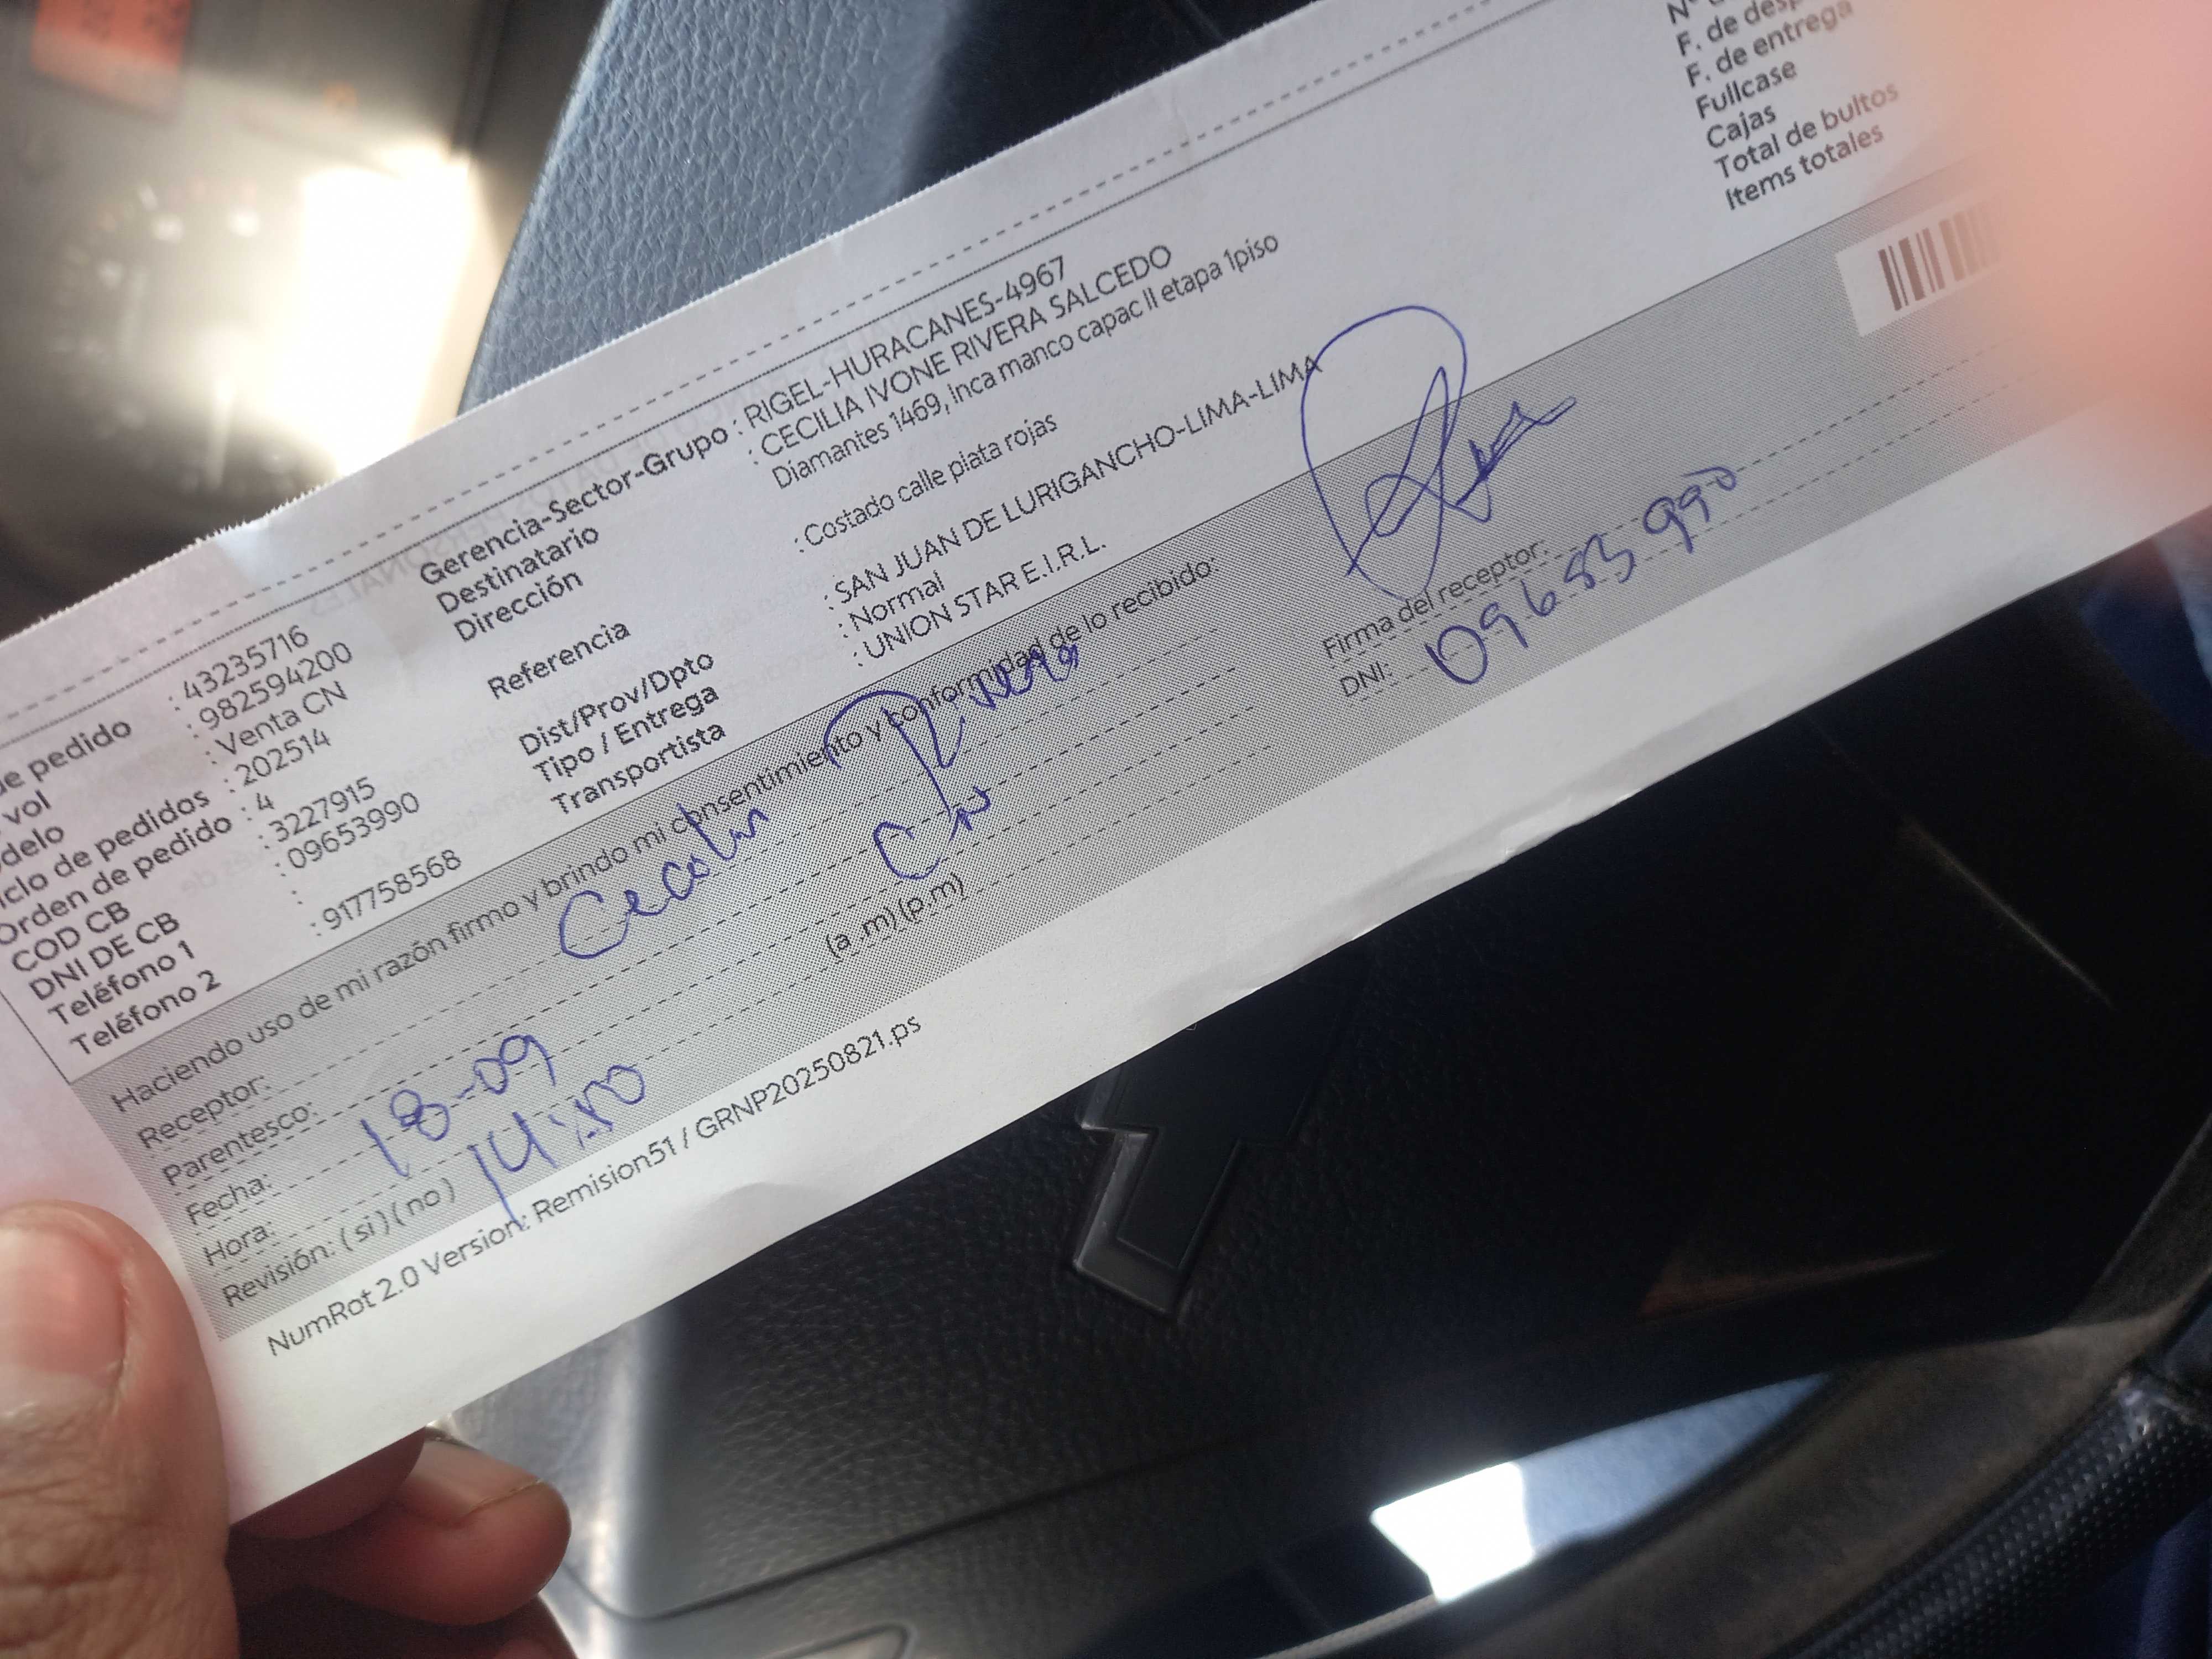 de pedido : 43235716
vol : 982594200
delo : Venta CN
iclo de pedidos : 202514
Orden de pedido : 4
COD CB : 3227915
DNI DE CB : 09653990
Teléfono 1 :
Teléfono 2 : 917758568
Gerencia-Sector-Grupo : RIGEL-HURACANES-4967
Destinatario : CECILIA IVONE RIVERA SALCEDO
Dirección Diamantes 1469, inca manco capac II etapa 1piso
Referencia : Costado calle plata rojas
Dist/Prov/Dpto : SAN JUAN DE LURIGANCHO-LIMA-LIMA
Tipo / Entrega : Normal
Transportista : UNION STAR E.I.R.L.
F. de desp
F. de entrega
Fullcase
Cajas
Total de bultos
Items totales
Haciendo uso de mi razón firmo y brindo mi consentimiento y conformidad de lo recibido:
Receptor: Rivera
Parentesco:
Fecha: 18-09
Hora: (a .m) (p.m)
Revisión: ( si ) ( no )
Firma del receptor:
DNI:
NumRot 2.0 Version: Remision51 / GRNP20250821.ps